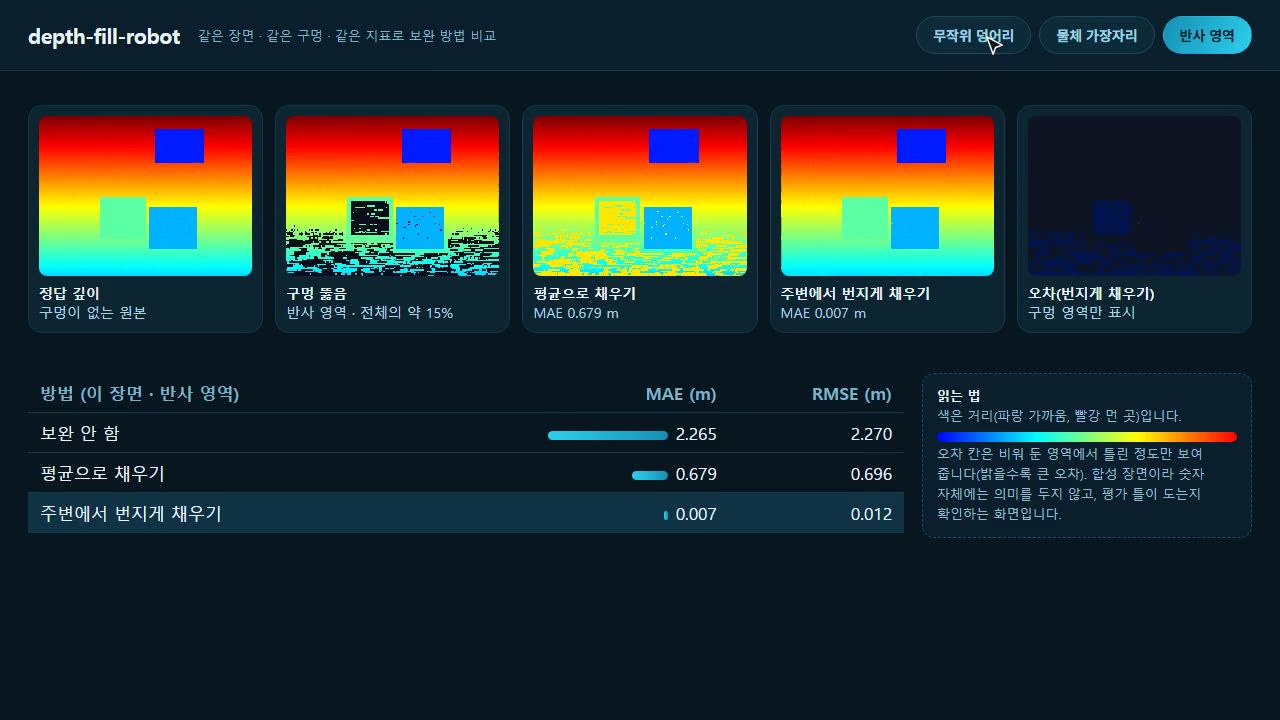 depth-fill-robot
같은 장면 · 같은 구멍 · 같은 지표로 보완 방법 비교
무작위 덩어리
물체 가장자리
반사 영역
정답 깊이
구멍이 없는 원본
구멍 뚫음
반사 영역 · 전체의 약 15%
평균으로 채우기
MAE 0.679 m
주변에서 번지게 채우기
MAE 0.007 m
오차(번지게 채우기)
구멍 영역만 표시
방법 (이 장면 · 반사 영역) MAE (m) RMSE (m)
보완 안 함 2.265 2.270
평균으로 채우기 0.679 0.696
주변에서 번지게 채우기 0.007 0.012
읽는 법
색은 거리(파랑 가까움, 빨강 먼 곳)입니다.
오차 칸은 비워 둔 영역에서 틀린 정도만 보여
줍니다(밝을수록 큰 오차). 합성 장면이라 숫자
자체에는 의미를 두지 않고, 평가 틀이 도는지
확인하는 화면입니다.